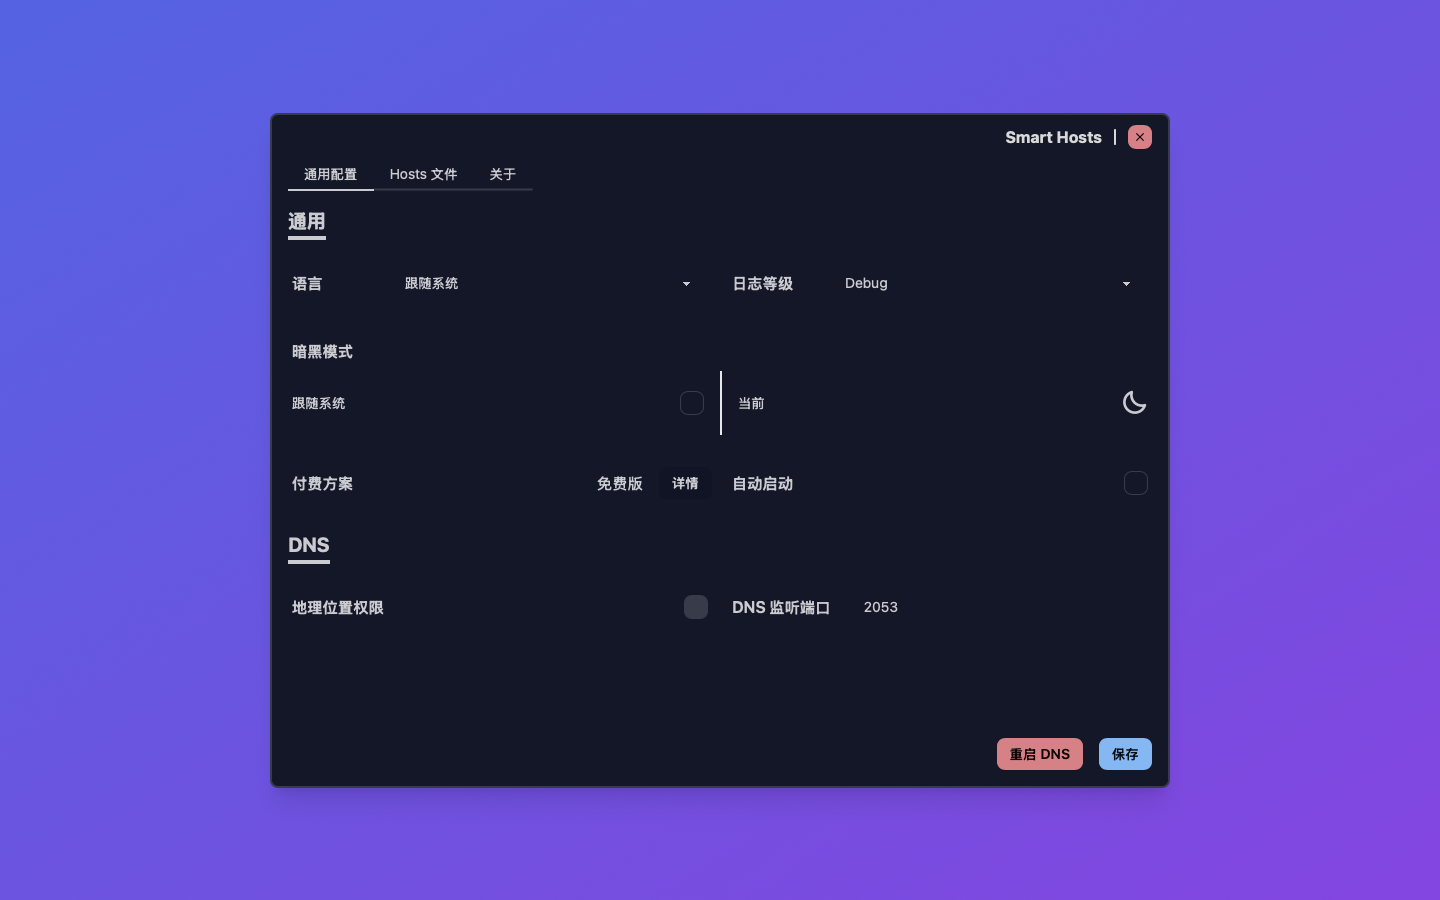 Smart Hosts
通用配置 Hosts 文件 关于
通用
语言 跟随系统 日志等级 Debug
暗黑模式
跟随系统 当前
付费方案 免费版 详情 自动启动
DNS
地理位置权限 DNS 监听端口 2053
重启 DNS 保存